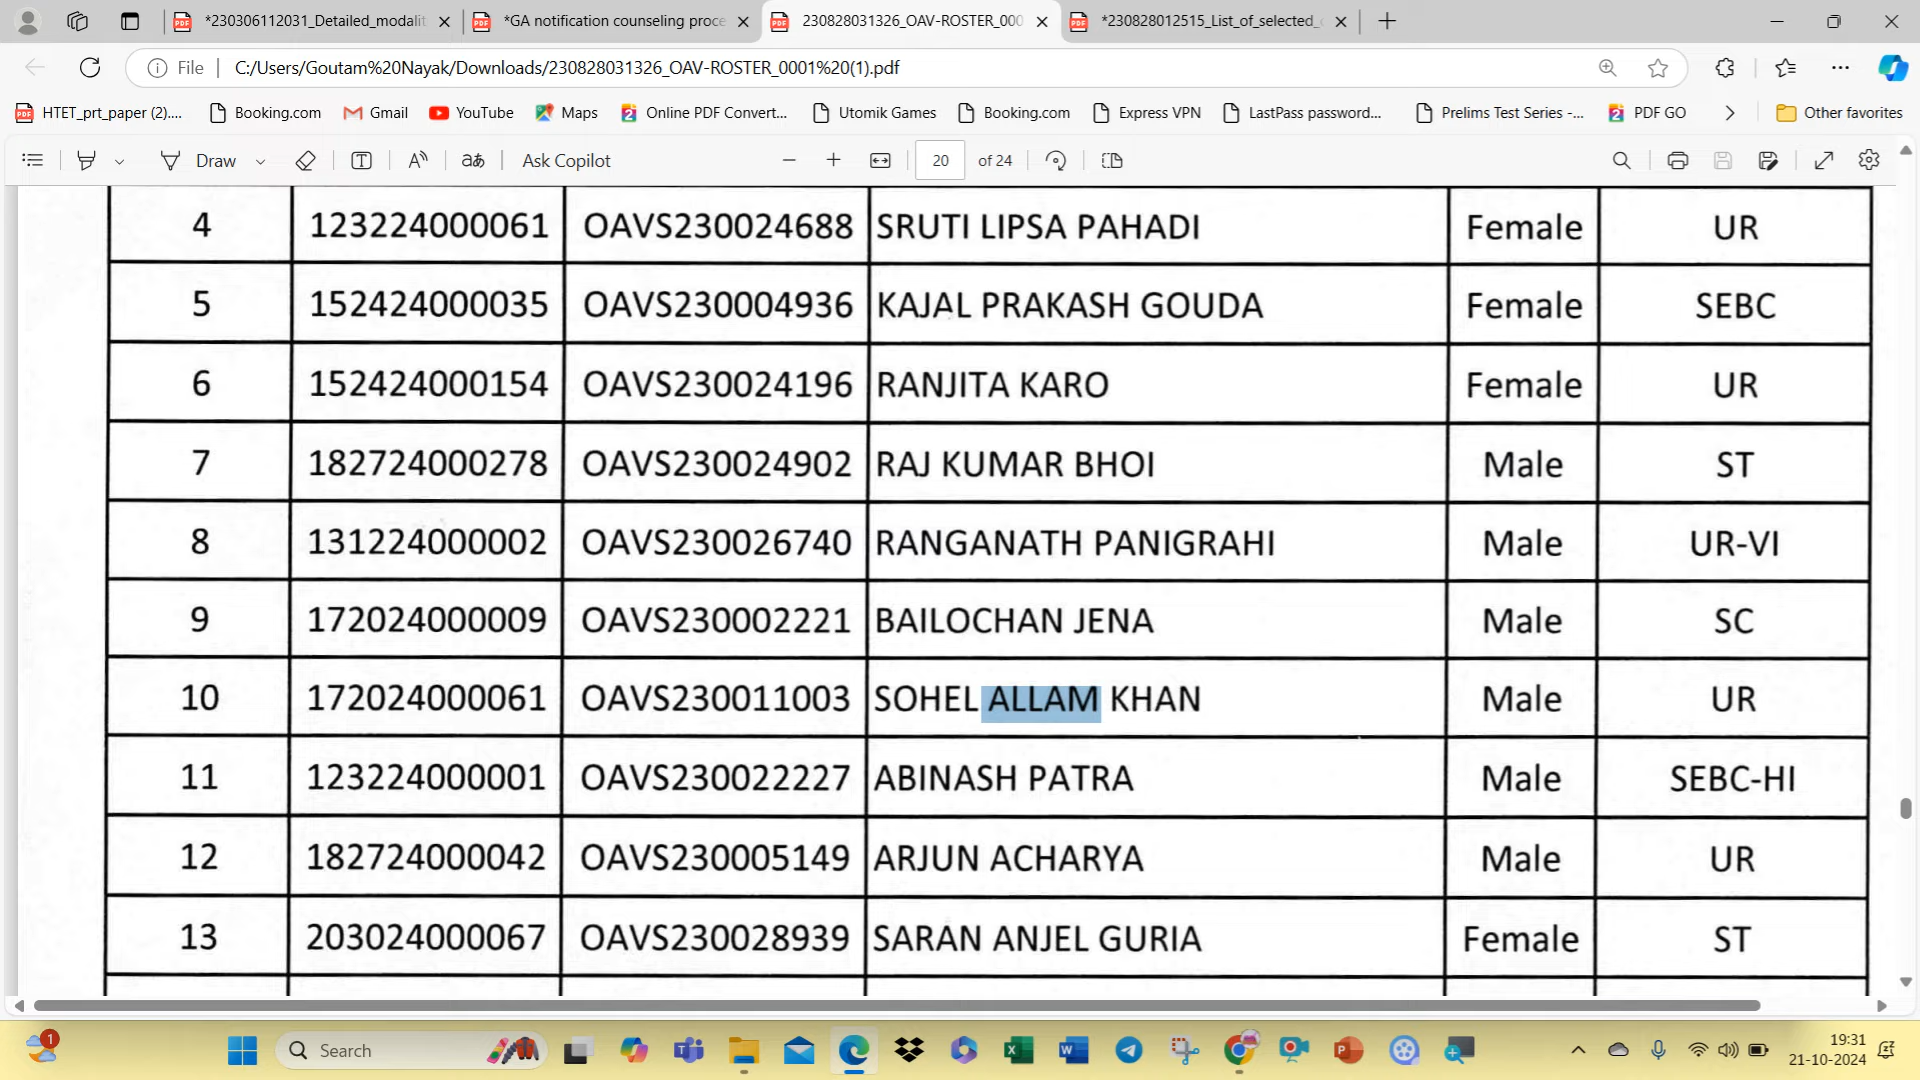 *230306112031_Detailed_modalit
*GA notification counseling proce
230828031326_OAV-ROSTER_000
*230828012515_List_of_selected_
File C:/Users/Goutam%20Nayak/Downloads/230828031326_OAV-ROSTER_0001%20(1).pdf
HTET_prt_paper (2)....
Booking.com
Gmail
YouTube
Maps
Online PDF Convert...
Utomik Games
Booking.com
Express VPN
LastPass password...
Prelims Test Series -...
PDF GO
Other favorites
Draw
Ask Copilot
20 of 24
4 123224000061 OAVS230024688 SRUTI LIPSA PAHADI Female UR
5 152424000035 OAVS230004936 KAJAL PRAKASH GOUDA Female SEBC
6 152424000154 OAVS230024196 RANJITA KARO Female UR
7 182724000278 OAVS230024902 RAJ KUMAR BHOI Male ST
8 131224000002 OAVS230026740 RANGANATH PANIGRAHI Male UR-VI
9 172024000009 OAVS230002221 BAILOCHAN JENA Male SC
10 172024000061 OAVS230011003 SOHEL ALLAM KHAN Male UR
11 123224000001 OAVS230022227 ABINASH PATRA Male SEBC-HI
12 182724000042 OAVS230005149 ARJUN ACHARYA Male UR
13 203024000067 OAVS230028939 SARAN ANJEL GURIA Female ST
1
Search
19:31
21-10-2024